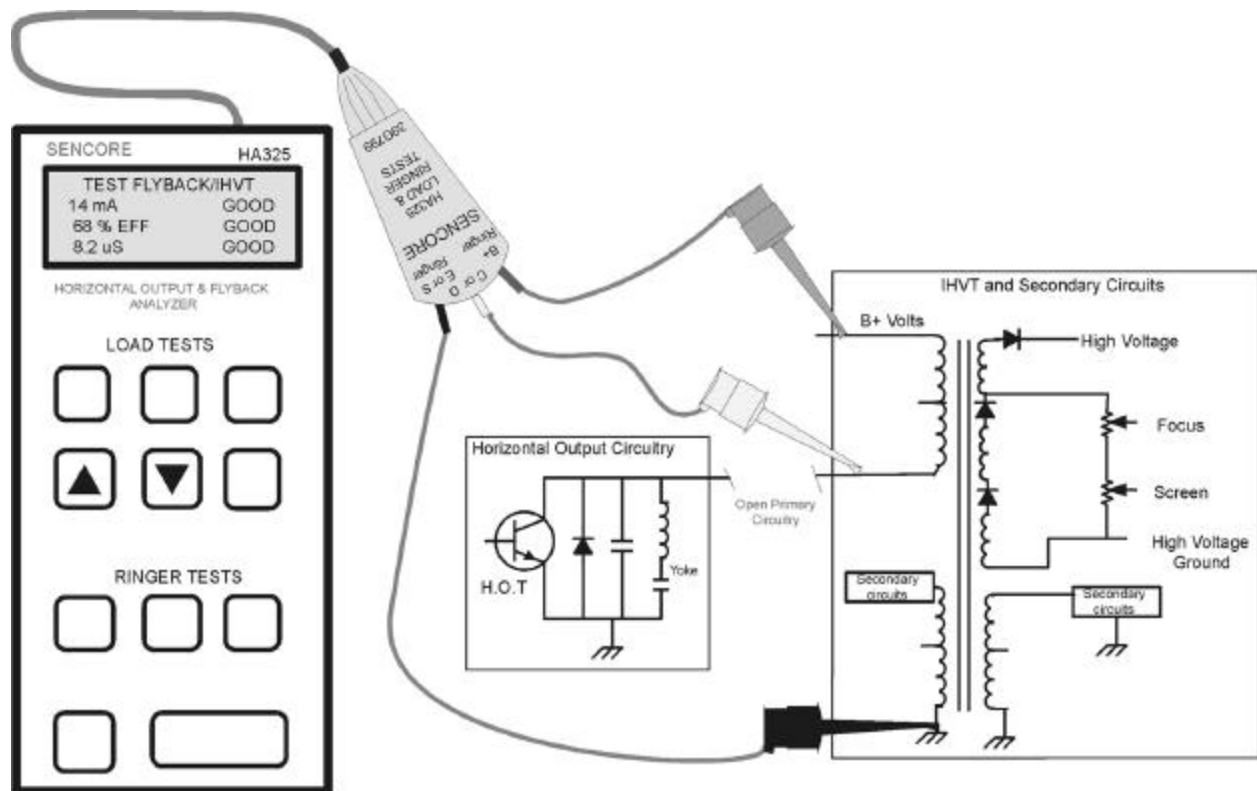 SENCORE
HA325
TEST FLYBACK/IHVT
14 mA GOOD
68 % EFF GOOD
8.2 uS GOOD
HORIZONTAL OUTPUT & FLYBACK
ANALYZER
LOAD TESTS
RINGER TESTS
390799
HA325
LOAD &
RINGER
TESTS
SENCORE
Ringer
B+
C or D
E or S
Ringer
IHVT and Secondary Circuits
B+ Volts
High Voltage
Focus
Screen
High Voltage
Ground
Secondary
circuits
Secondary
circuits
Horizontal Output Circuitry
H.O.T
Yoke
Open Primary
Circuitry